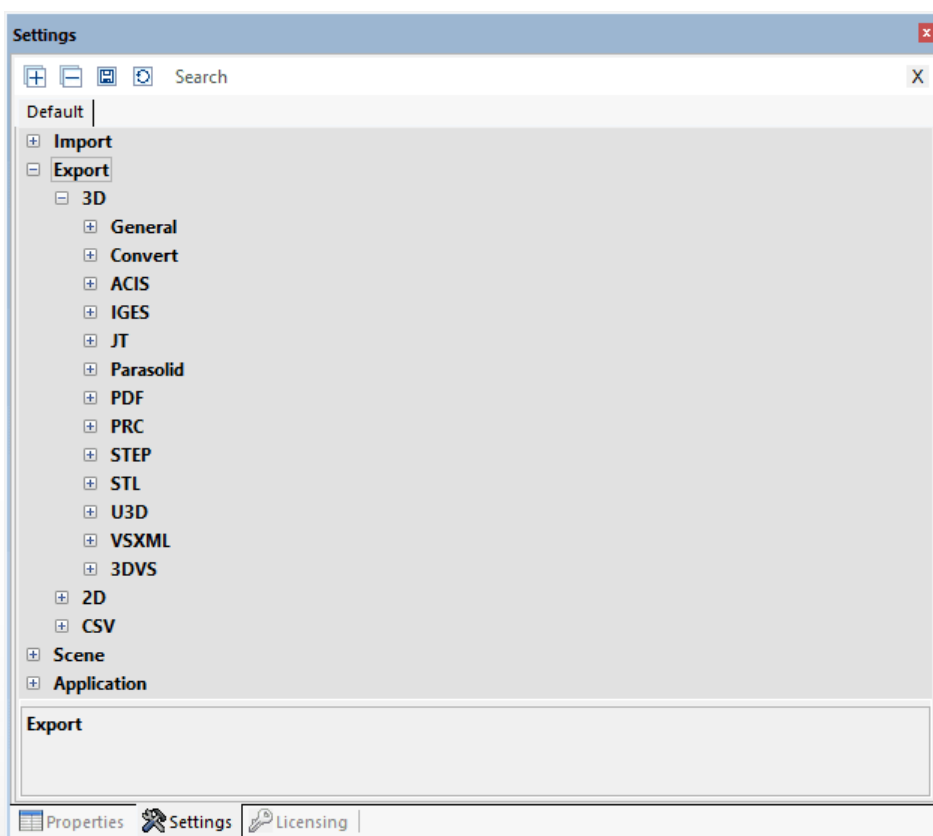 Settings
Search X
Default
Import
Export
3D
General
Convert
ACIS
IGES
JT
Parasolid
PDF
PRC
STEP
STL
U3D
VSXML
3DVS
2D
CSV
Scene
Application
Export
Properties Settings Licensing